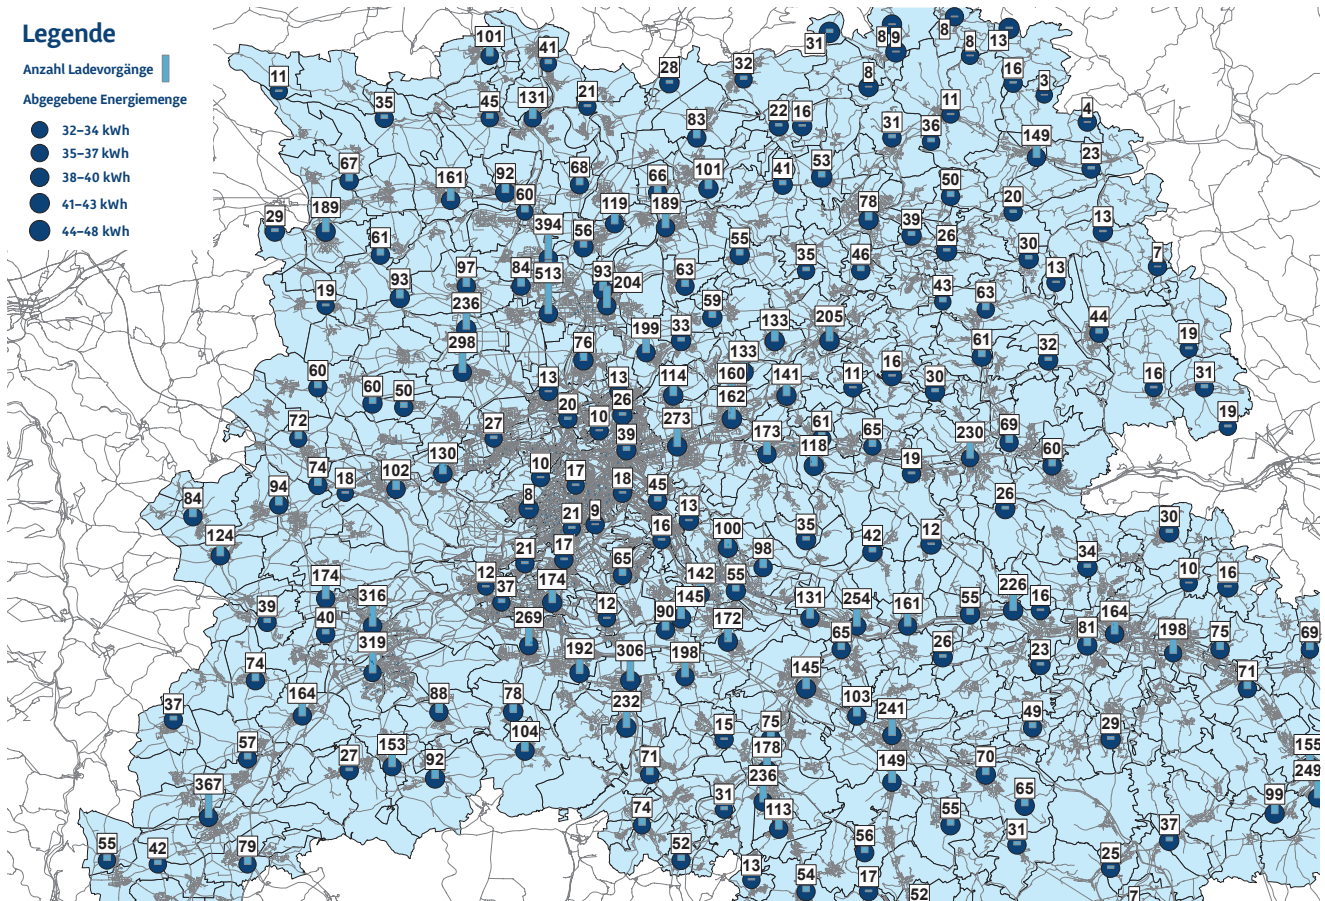 Legende
Anzahl Ladevorgänge
Abgegebene Energiemenge
32–34 kWh
35–37 kWh
38–40 kWh
41–43 kWh
44–48 kWh
31 8 9 8 8 13
101 41 28 32 8 16 3
11 35 45 131 21 83 22 16 31 36 11 149 4 23
67 161 92 60 68 66 101 41 53 50 20
29 189 61 394 56 119 189 78 39 26 30 13
19 93 97 84 513 93 204 63 55 35 46 43 63 13 7
236 298 76 199 33 59 133 205 61 32 44 19
60 60 50 13 13 114 133 160 141 11 16 30 16 31
72 27 20 10 26 39 273 162 173 61 118 65 19 230 69 60 19
84 94 74 18 102 130 10 17 18 45 26
124 8 21 9 16 13 100 98 35 42 12 34 30
174 316 12 37 21 17 174 65 142 55 10 16
39 40 319 269 12 90 145 172 131 254 65 161 55 226 16 81 164 198 75 69
74 192 306 198 145 26 23 71
37 164 88 78 104 232 15 75 103 241 49 29
57 27 153 92 71 178 149 70 155
367 74 31 236 113 55 65 99 249
55 42 79 52 13 54 56 17 52 31 25 37 7